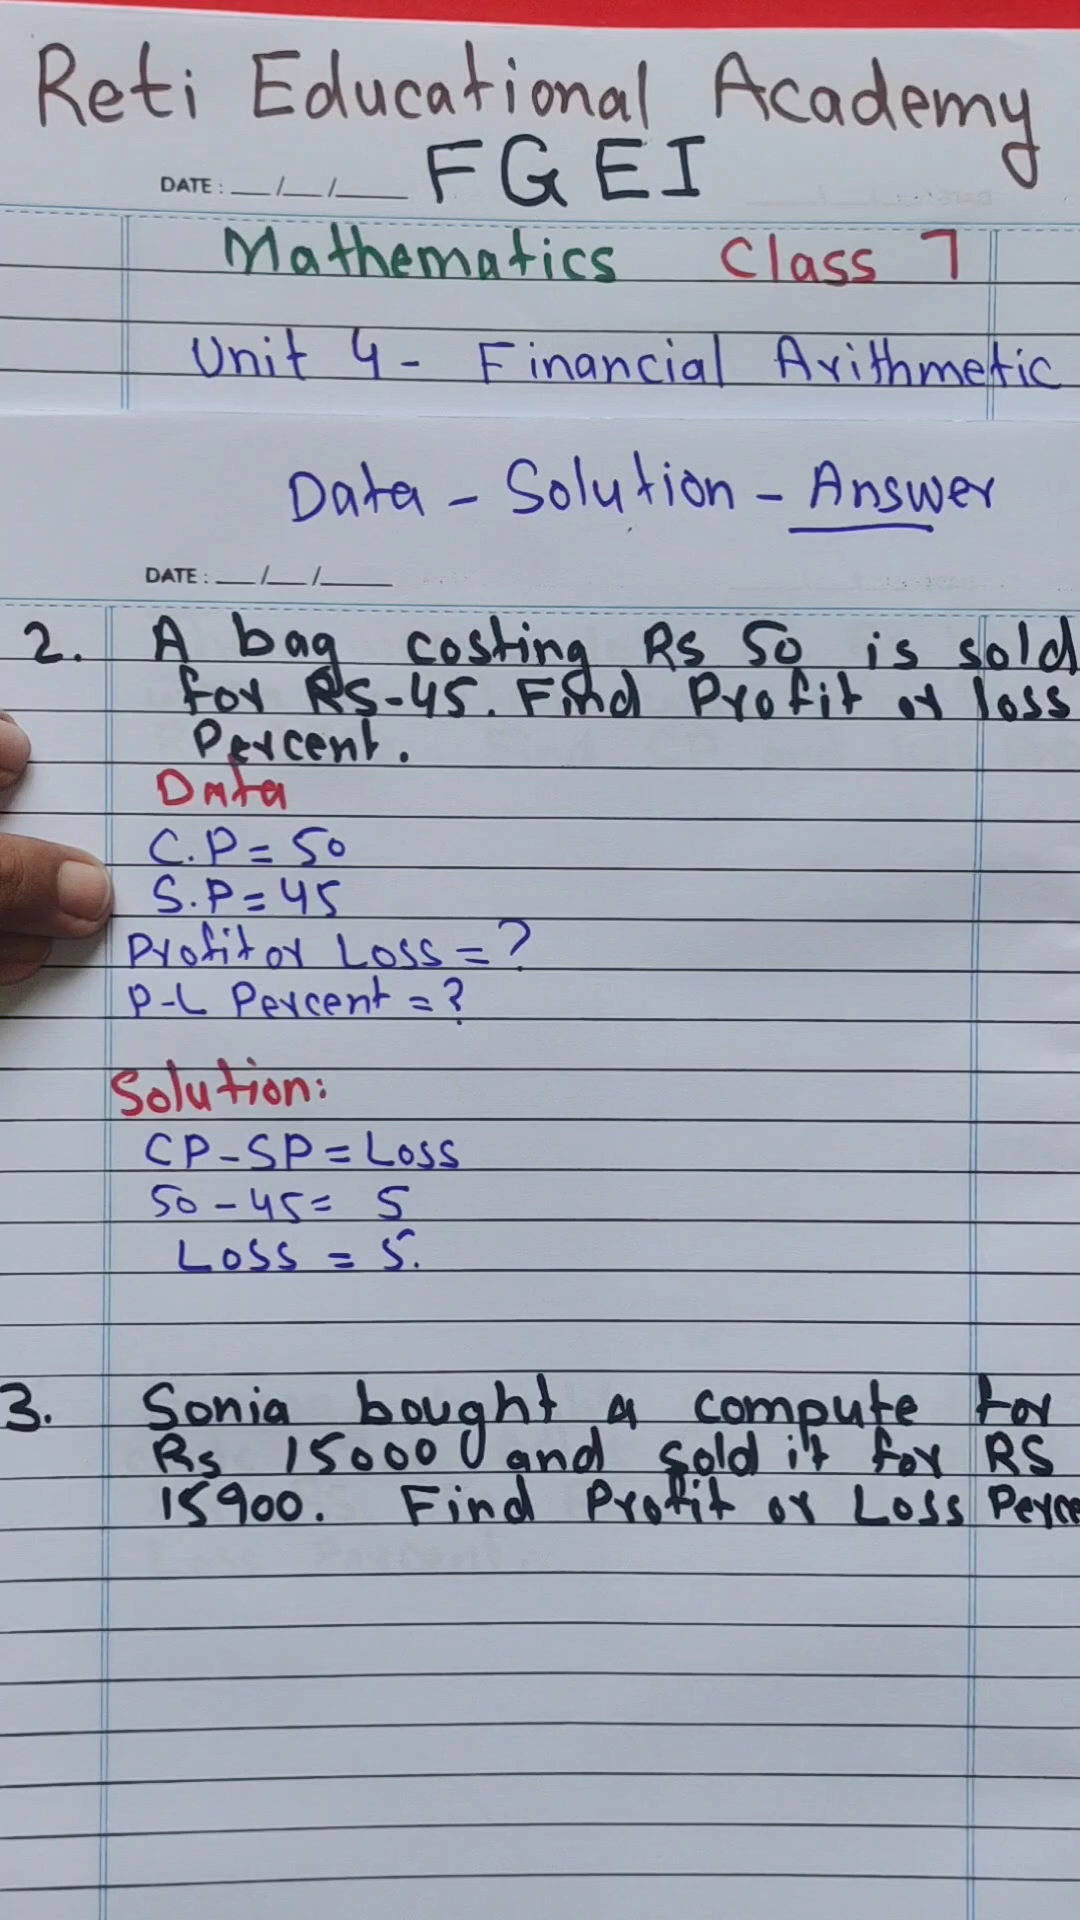 Reti Educational Academy
FGEI
DATE: __/__/____
Mathematics Class 7
Unit 4 - Financial Arithmetic
Data - Solution - Answer
DATE: __/__/____
2. A bag costing Rs 50 is sold
for Rs-45. Find Profit or loss
Percent.
Data
C.P = 50
S.P = 45
Profit or Loss = ?
P-L Percent = ?
Solution:
CP-SP = Loss
50-45 = 5
Loss = 5.
3. Sonia bought a compute for
Rs 15000 and sold it for RS
15900. Find Profit or Loss Perce